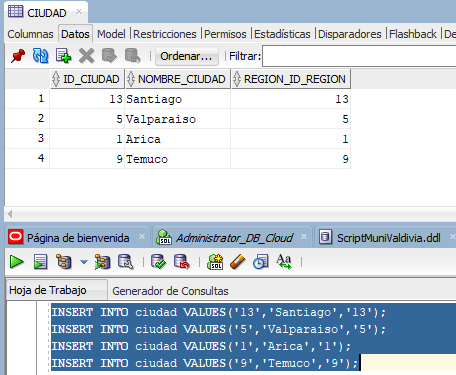 CIUDAD
Columnas Datos Model Restricciones Permisos Estadísticas Disparadores Flashback De
Ordenar... Filtrar:
ID_CIUDAD NOMBRE_CIUDAD REGION_ID_REGION
1 13 Santiago 13
2 5 Valparaiso 5
3 1 Arica 1
4 9 Temuco 9
Página de bienvenida Administrator_DB_Cloud ScriptMuniValdivia.ddl
Hoja de Trabajo Generador de Consultas
INSERT INTO ciudad VALUES('13','Santiago','13');
INSERT INTO ciudad VALUES('5','Valparaiso','5');
INSERT INTO ciudad VALUES('1','Arica','1');
INSERT INTO ciudad VALUES('9','Temuco','9');